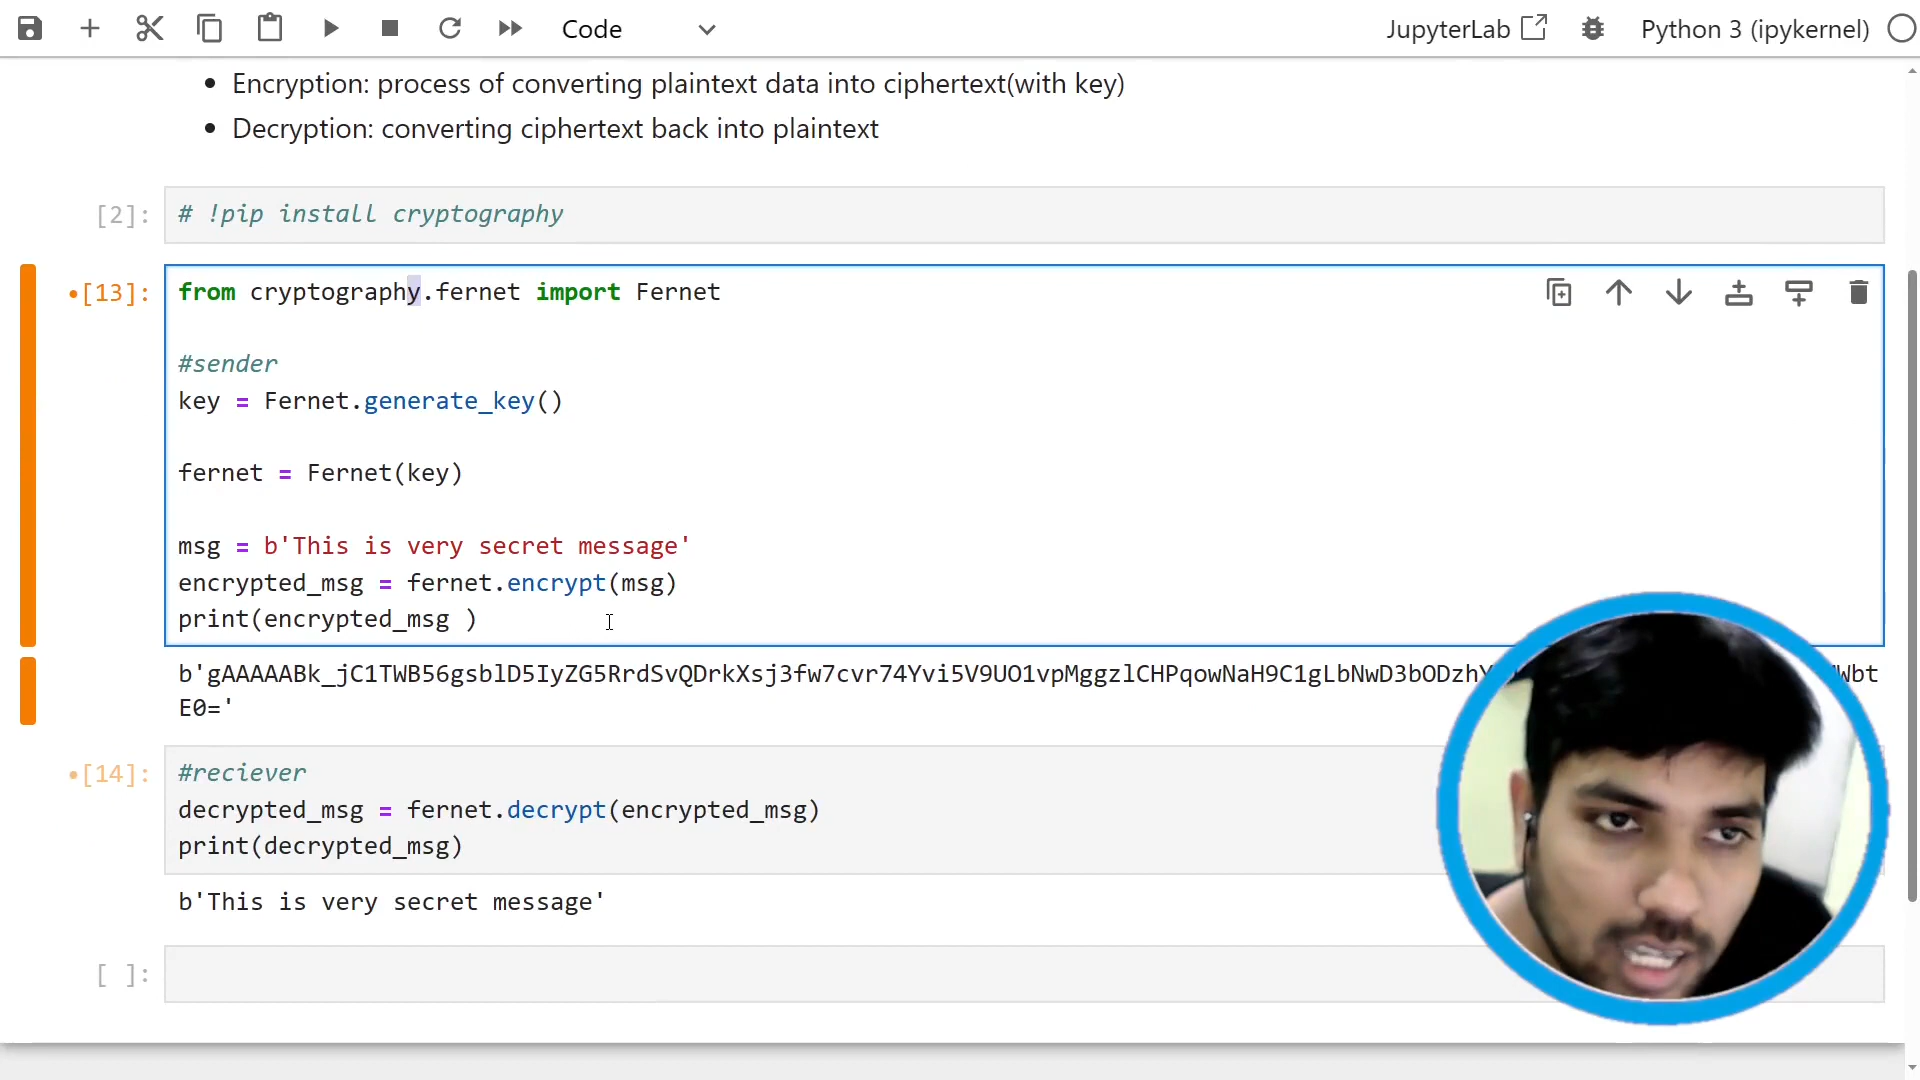 Code
JupyterLab
Python 3 (ipykernel)
• Encryption: process of converting plaintext data into ciphertext(with key)
• Decryption: converting ciphertext back into plaintext
[2]:
# !pip install cryptography
•[13]:
from cryptography.fernet import Fernet
#sender
key = Fernet.generate_key()
fernet = Fernet(key)
msg = b'This is very secret message'
encrypted_msg = fernet.encrypt(msg)
print(encrypted_msg )
b'gAAAAABk_jC1TWB56gsblD5IyZG5RrdSvQDrkXsj3fw7cvr74Yvi5V9UO1vpMggzlCHPqowNaH9C1gLbNwD3bODzhY Wbt
E0='
•[14]:
#reciever
decrypted_msg = fernet.decrypt(encrypted_msg)
print(decrypted_msg)
b'This is very secret message'
[ ]: